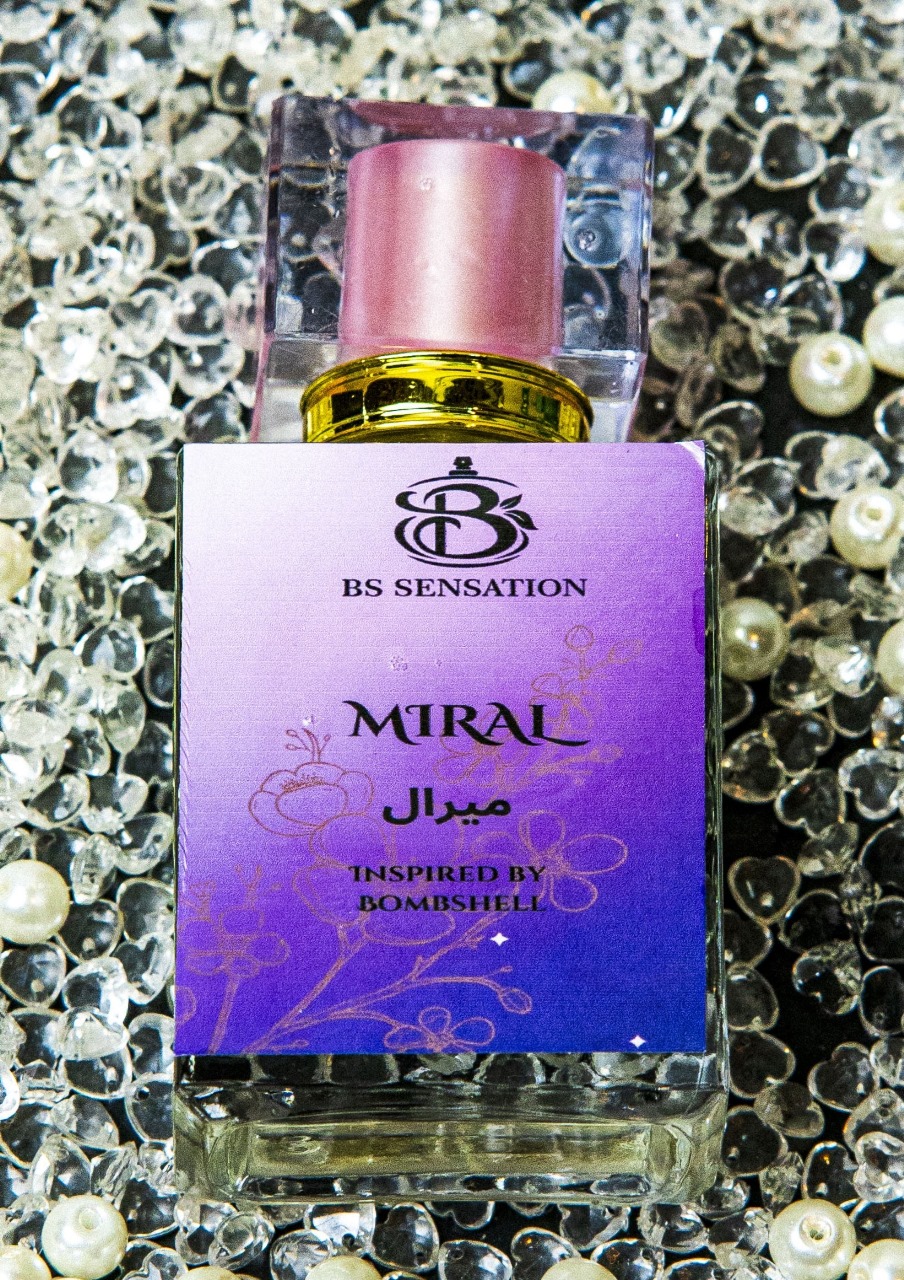 B
BS SENSATION
MIRAL
ميرال
INSPIRED BY
BOMBSHELL